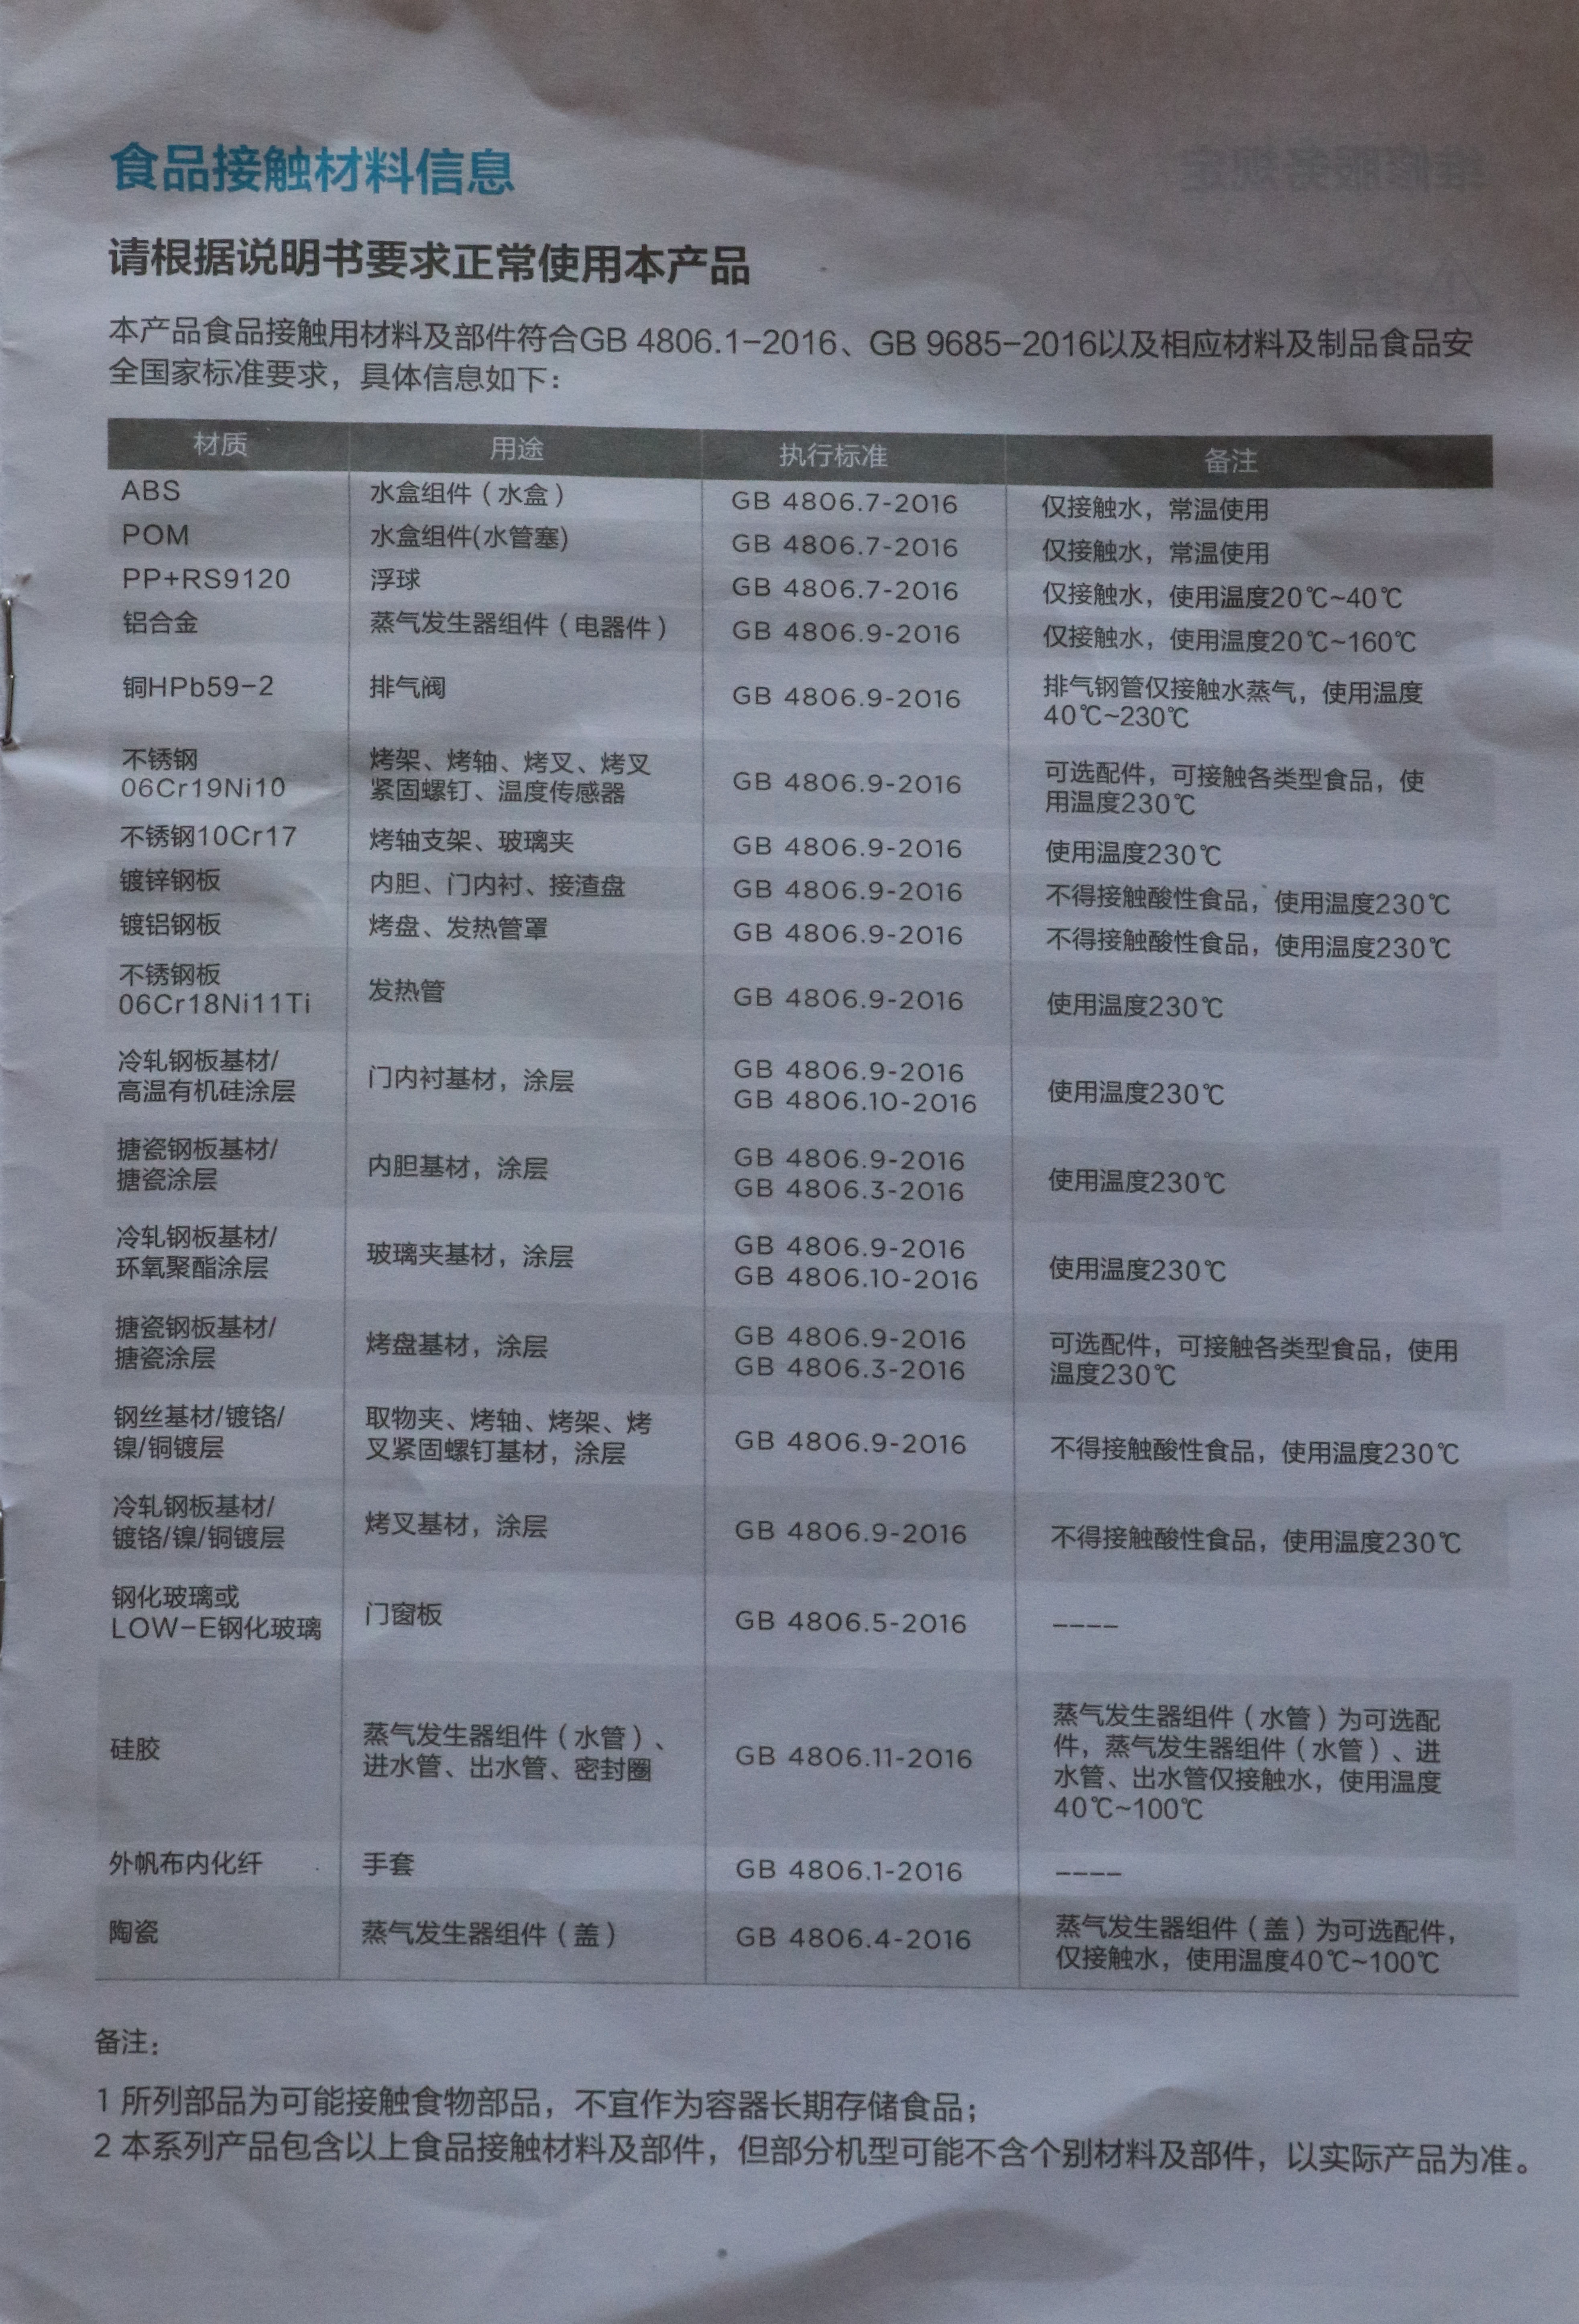 食品接触材料信息
请根据说明书要求正常使用本产品
本产品食品接触用材料及部件符合GB 4806.1-2016、GB 9685-2016以及相应材料及制品食品安
全国家标准要求，具体信息如下：
材质 用途 执行标准 备注
ABS 水盒组件（水盒） GB 4806.7-2016 仅接触水，常温使用
POM 水盒组件(水管塞) GB 4806.7-2016 仅接触水，常温使用
PP+RS9120 浮球 GB 4806.7-2016 仅接触水，使用温度20℃~40℃
铝合金 蒸气发生器组件（电器件） GB 4806.9-2016 仅接触水，使用温度20℃~160℃
铜HPb59-2 排气阀 GB 4806.9-2016 排气钢管仅接触水蒸气，使用温度
40℃~230℃
不锈钢
06Cr19Ni10
烤架、烤轴、烤叉、烤叉
紧固螺钉、温度传感器
GB 4806.9-2016
可选配件，可接触各类型食品，使
用温度230℃
不锈钢10Cr17 烤轴支架、玻璃夹 GB 4806.9-2016 使用温度230℃
镀锌钢板 内胆、门内衬、接渣盘 GB 4806.9-2016 不得接触酸性食品，使用温度230℃
镀铝钢板 烤盘、发热管罩 GB 4806.9-2016 不得接触酸性食品，使用温度230℃
不锈钢板
06Cr18Ni11Ti
发热管 GB 4806.9-2016 使用温度230℃
冷轧钢板基材/
高温有机硅涂层
门内衬基材，涂层
GB 4806.9-2016
GB 4806.10-2016
使用温度230℃
搪瓷钢板基材/
搪瓷涂层
内胆基材，涂层
GB 4806.9-2016
GB 4806.3-2016
使用温度230℃
冷轧钢板基材/
环氧聚酯涂层
玻璃夹基材，涂层
GB 4806.9-2016
GB 4806.10-2016
使用温度230℃
搪瓷钢板基材/
搪瓷涂层
烤盘基材，涂层
GB 4806.9-2016
GB 4806.3-2016
可选配件，可接触各类型食品，使用
温度230℃
钢丝基材/镀铬/
镍/铜镀层
取物夹、烤轴、烤架、烤
叉紧固螺钉基材，涂层
GB 4806.9-2016
不得接触酸性食品，使用温度230℃
冷轧钢板基材/
镀铬/镍/铜镀层
烤叉基材，涂层
GB 4806.9-2016
不得接触酸性食品，使用温度230℃
钢化玻璃或
LOW-E钢化玻璃
门窗板
GB 4806.5-2016
----
硅胶
蒸气发生器组件（水管）、
进水管、出水管、密封圈
GB 4806.11-2016
蒸气发生器组件（水管）为可选配
件，蒸气发生器组件（水管）、进
水管、出水管仅接触水，使用温度
40℃~100℃
外帆布内化纤 手套 GB 4806.1-2016 ----
陶瓷 蒸气发生器组件（盖） GB 4806.4-2016
蒸气发生器组件（盖）为可选配件，
仅接触水，使用温度40℃~100℃
备注：
1 所列部品为可能接触食物部品，不宜作为容器长期存储食品；
2 本系列产品包含以上食品接触材料及部件，但部分机型可能不含个别材料及部件，以实际产品为准。